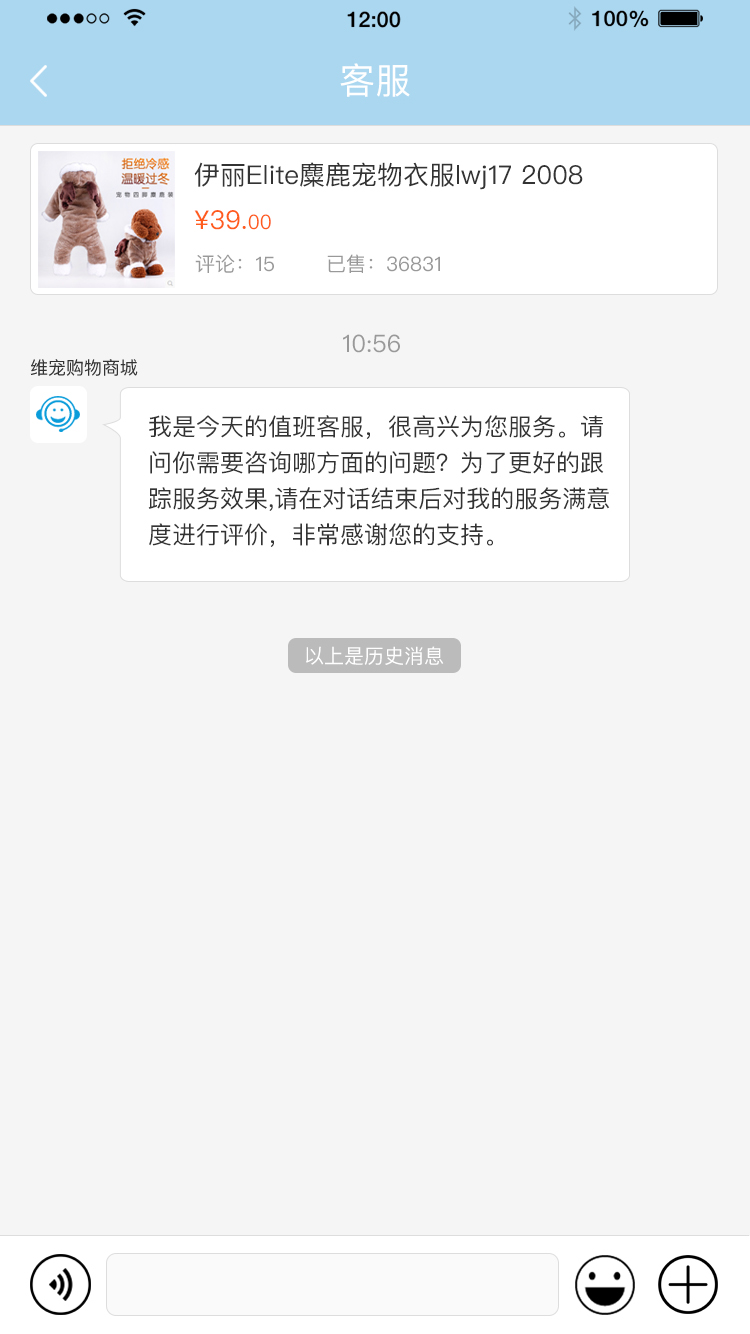 12:00
100%
客服
拒绝冷感
温暖过冬
伊丽Elite麋鹿宠物衣服lwj17 2008
¥39.00
评论：15
已售：36831
10:56
维宠购物商城
我是今天的值班客服，很高兴为您服务。请
问你需要咨询哪方面的问题？为了更好的跟
踪服务效果,请在对话结束后对我的服务满意
度进行评价，非常感谢您的支持。
以上是历史消息